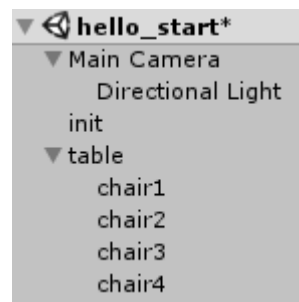 hello_start*
Main Camera
Directional Light
init
table
chair1
chair2
chair3
chair4